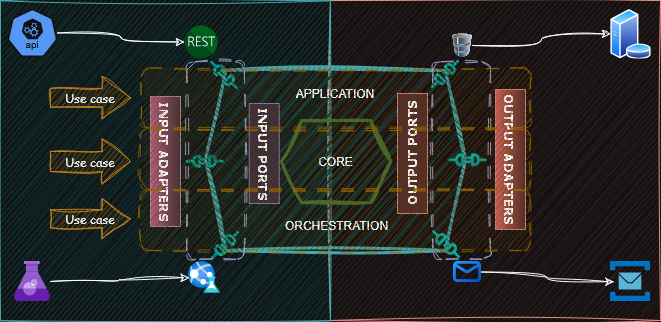 api
REST
APPLICATION
Use case
INPUT ADAPTERS
INPUT PORTS
OUTPUT PORTS
OUTPUT ADAPTERS
Use case
CORE
Use case
ORCHESTRATION